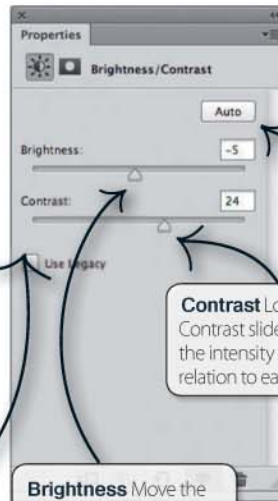 Properties
Brightness/Contrast
Auto
Brightness: -5
Contrast: 24
Use Legacy
Contrast
Contrast slide
the intensity
relation to ea
Brightness Move the